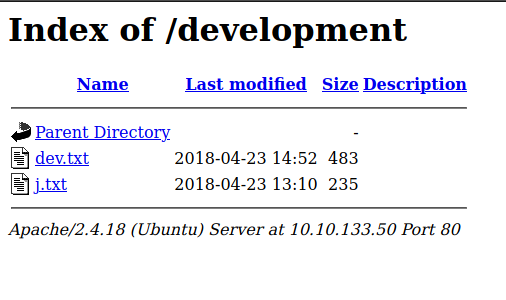 Index of /development
Name Last modified Size Description
Parent Directory -
dev.txt 2018-04-23 14:52 483
j.txt 2018-04-23 13:10 235
Apache/2.4.18 (Ubuntu) Server at 10.10.133.50 Port 80